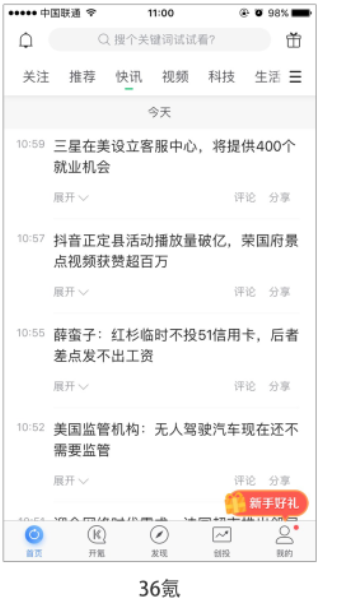 中国联通 11:00 98%
搜个关键词试试看?
关注 推荐 快讯 视频 科技 生活
今天
10:59 三星在美设立客服中心，将提供400个
就业机会
展开 评论 分享
10:57 抖音正定县活动播放量破亿，荣国府景
点视频获赞超百万
展开 评论 分享
10:55 薛蛮子：红杉临时不投51信用卡，后者
差点发不出工资
展开 评论 分享
10:52 美国监管机构：无人驾驶汽车现在还不
需要监管
展开 评论 分享
新手好礼
10:51
首页 开氪 发现 创投 我的
36氪